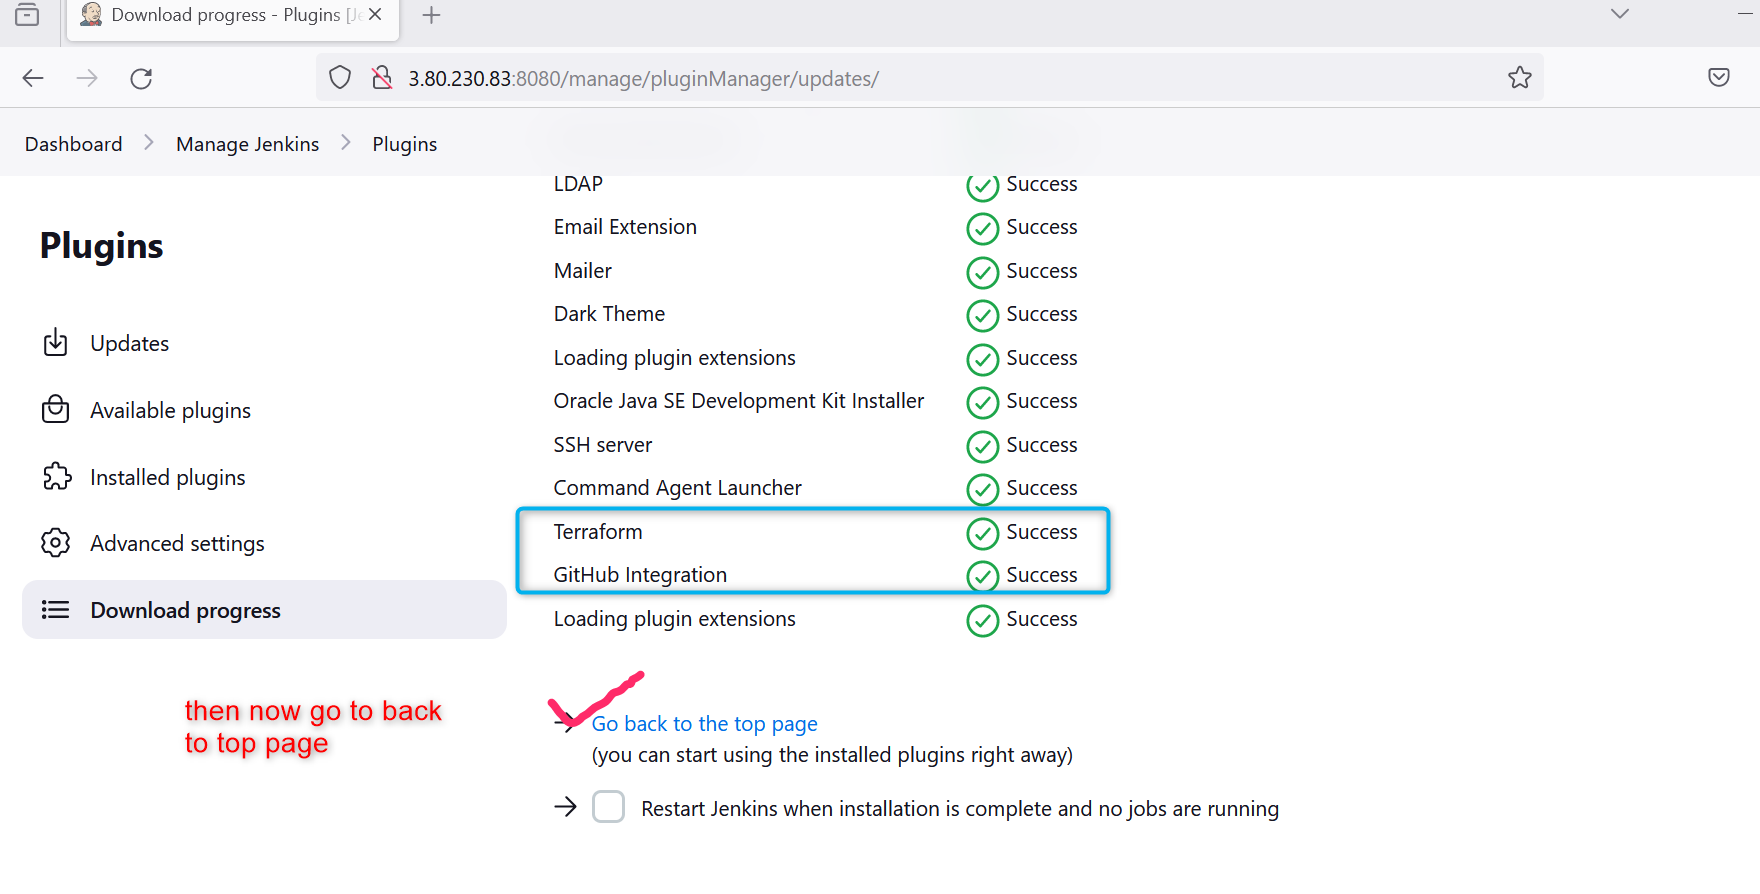 Download progress - Plugins [Je
3.80.230.83:8080/manage/pluginManager/updates/
Dashboard > Manage Jenkins > Plugins
Plugins
Updates
Available plugins
Installed plugins
Advanced settings
Download progress
LDAP Success
Email Extension Success
Mailer Success
Dark Theme Success
Loading plugin extensions Success
Oracle Java SE Development Kit Installer Success
SSH server Success
Command Agent Launcher Success
Terraform Success
GitHub Integration Success
Loading plugin extensions Success
then now go to back
to top page
Go back to the top page
(you can start using the installed plugins right away)
Restart Jenkins when installation is complete and no jobs are running